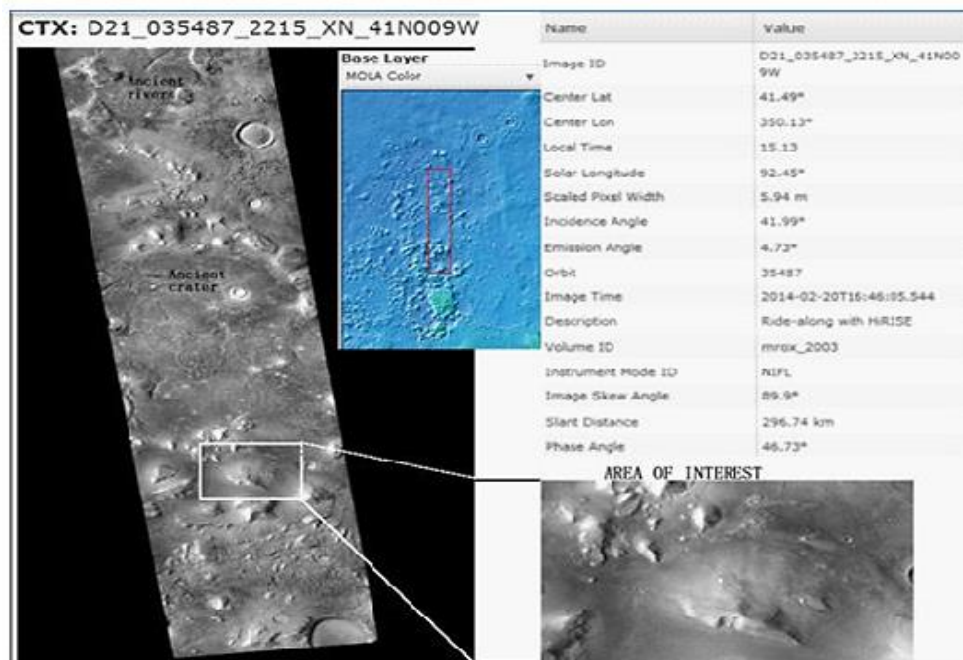 CTX: D21_035487_2215_XN_41N009W
Ancient
rivers
Ancient
crater
Base Layer
MOLA Color
Name Value
Image ID D21_035487_2215_XN_41N00
9W
Center Lat 41.49°
Center Lon 350.13°
Local Time 15.13
Solar Longitude 92.45°
Scaled Pixel Width 5.94 m
Incidence Angle 41.99°
Emission Angle 4.73°
Orbit 35487
Image Time 2014-02-20T16:46:05.544
Description Ride-along with HiRISE
Volume ID mrox_2003
Instrument Mode ID NIFL
Image Skew Angle 89.9°
Slant Distance 296.74 km
Phase Angle 46.73°
AREA OF INTEREST